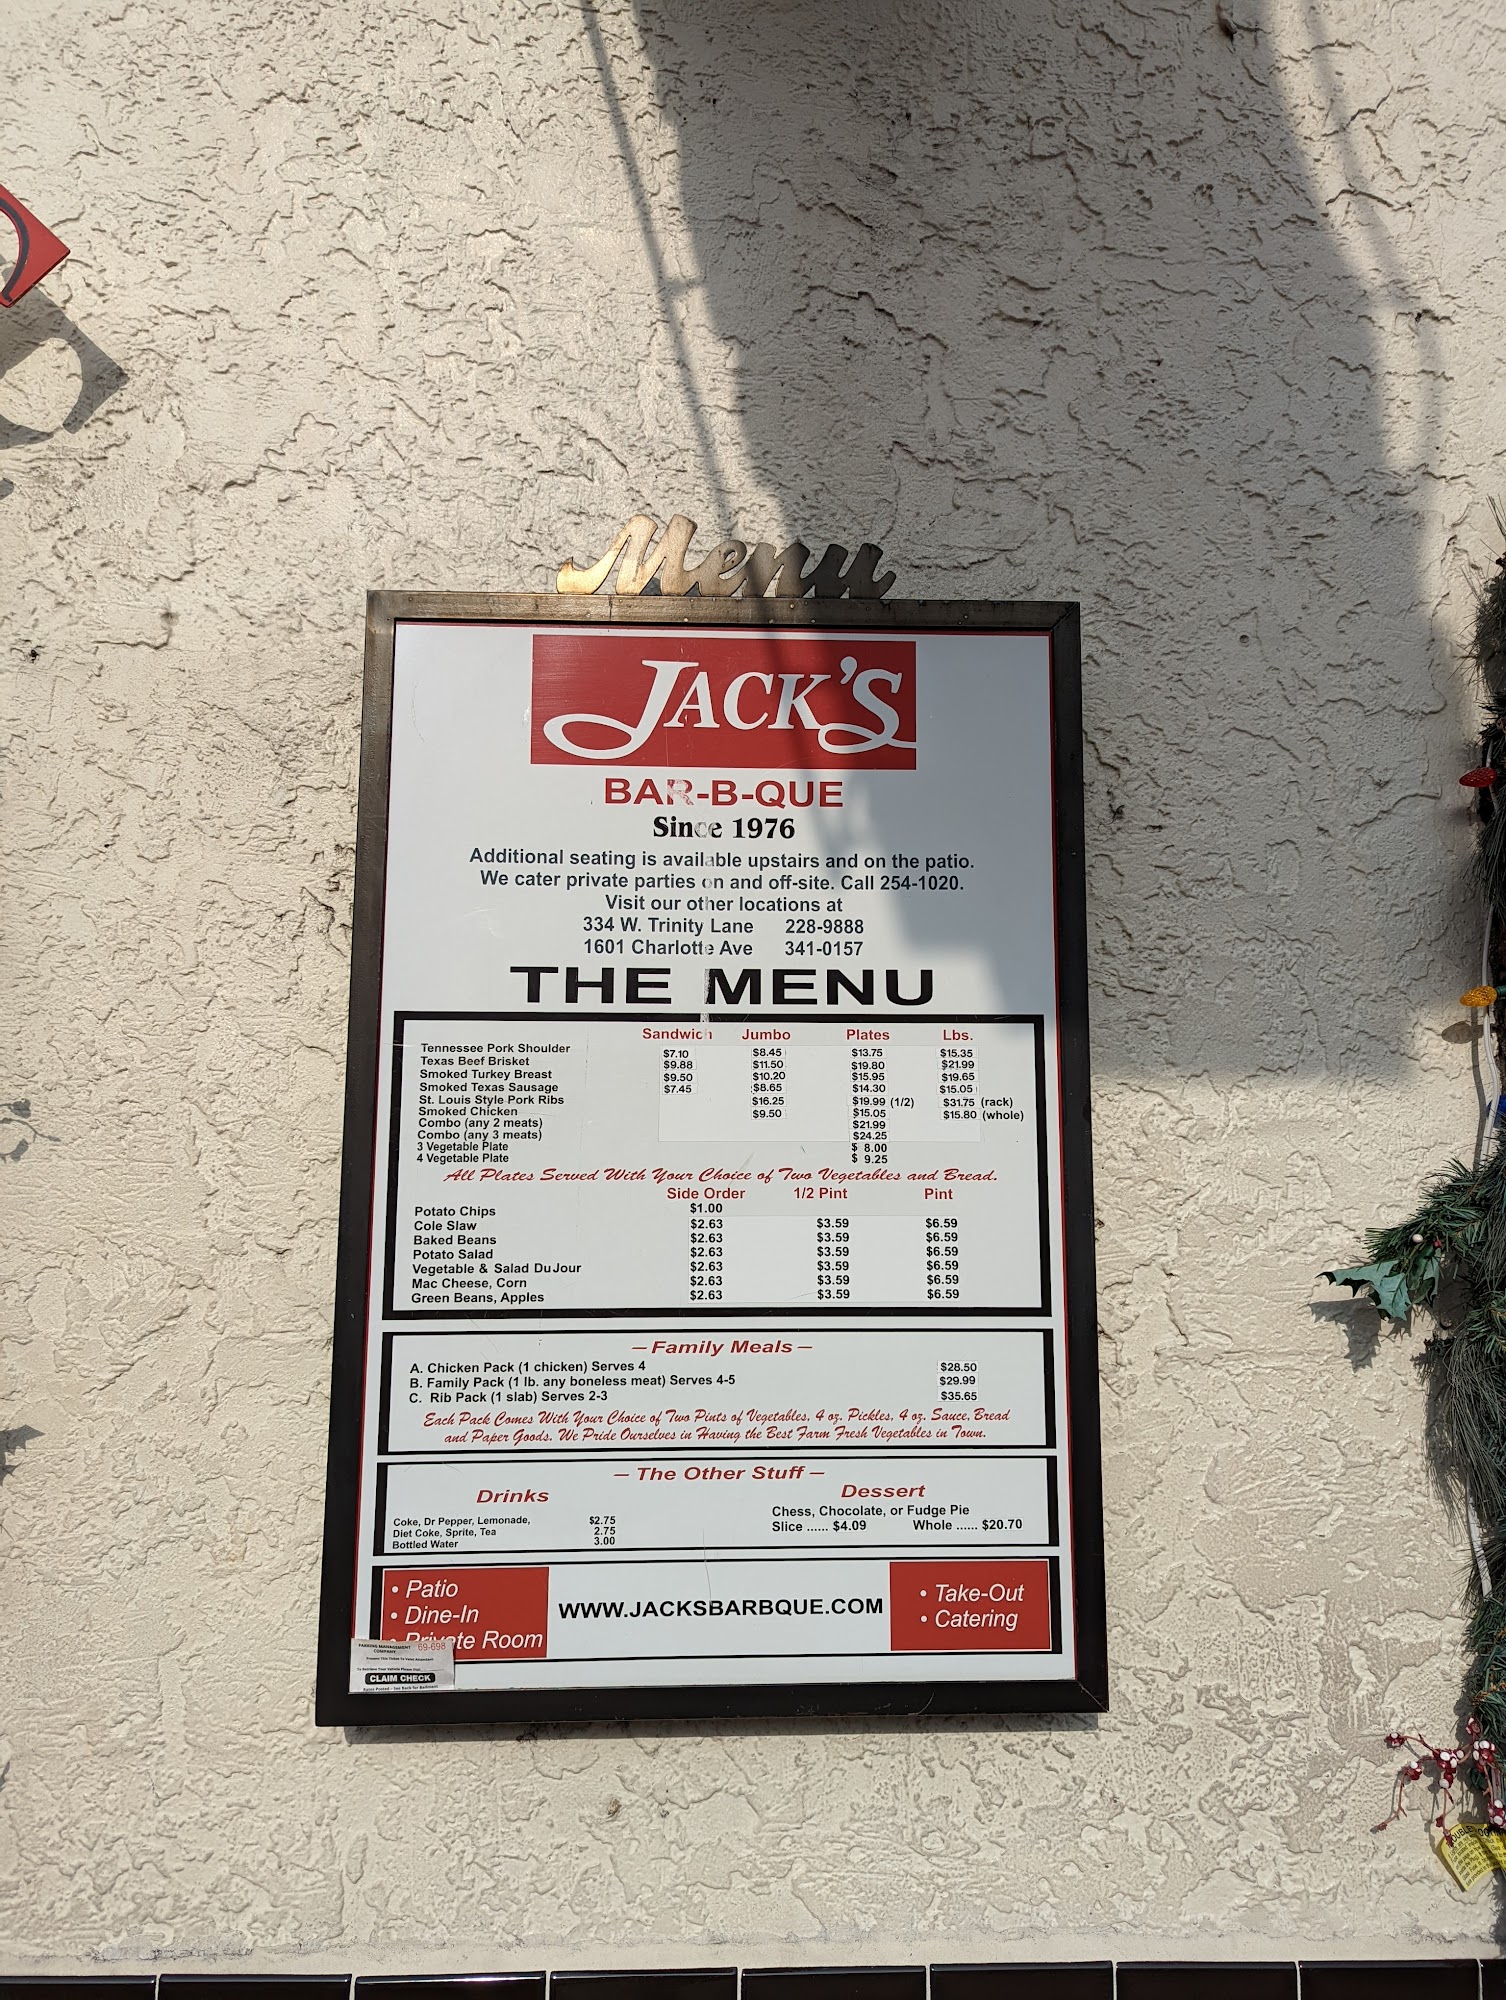 Menu
JACK'S
BAR-B-QUE
Since 1976
Additional seating is available upstairs and on the patio.
We cater private parties on and off-site. Call 254-1020.
Visit our other locations at
334 W. Trinity Lane 228-9888
1601 Charlotte Ave 341-0157
THE MENU
Sandwich Jumbo Plates Lbs.
Tennessee Pork Shoulder $7.10 $8.45 $13.75 $15.35
Texas Beef Brisket $9.88 $11.50 $19.80 $21.99
Smoked Turkey Breast $9.50 $10.20 $15.95 $19.65
Smoked Texas Sausage $7.45 $8.65 $14.30 $15.05
St. Louis Style Pork Ribs $16.25 $19.99 (1/2) $31.75 (rack)
Smoked Chicken $9.50 $15.05 $15.80 (whole)
Combo (any 2 meats) $21.99
Combo (any 3 meats) $24.25
3 Vegetable Plate $ 8.00
4 Vegetable Plate $ 9.25
All Plates Served With Your Choice of Two Vegetables and Bread.
Side Order 1/2 Pint Pint
Potato Chips $1.00
Cole Slaw $2.63 $3.59 $6.59
Baked Beans $2.63 $3.59 $6.59
Potato Salad $2.63 $3.59 $6.59
Vegetable & Salad DuJour $2.63 $3.59 $6.59
Mac Cheese, Corn $2.63 $3.59 $6.59
Green Beans, Apples $2.63 $3.59 $6.59
— Family Meals —
A. Chicken Pack (1 chicken) Serves 4 $28.50
B. Family Pack (1 lb. any boneless meat) Serves 4-5 $29.99
C. Rib Pack (1 slab) Serves 2-3 $35.65
Each Pack Comes With Your Choice of Two Pints of Vegetables, 4 oz. Pickles, 4 oz. Sauce, Bread
and Paper Goods. We Pride Ourselves in Having the Best Farm Fresh Vegetables in Town.
— The Other Stuff —
Drinks
Coke, Dr Pepper, Lemonade, $2.75
Diet Coke, Sprite, Tea 2.75
Bottled Water 3.00
Dessert
Chess, Chocolate, or Fudge Pie
Slice ...... $4.09 Whole ...... $20.70
• Patio
• Dine-In
• Private Room
WWW.JACKSBARBQUE.COM
• Take-Out
• Catering
PARKING MANAGEMENT
COMPANY
69-698
CLAIM CHECK